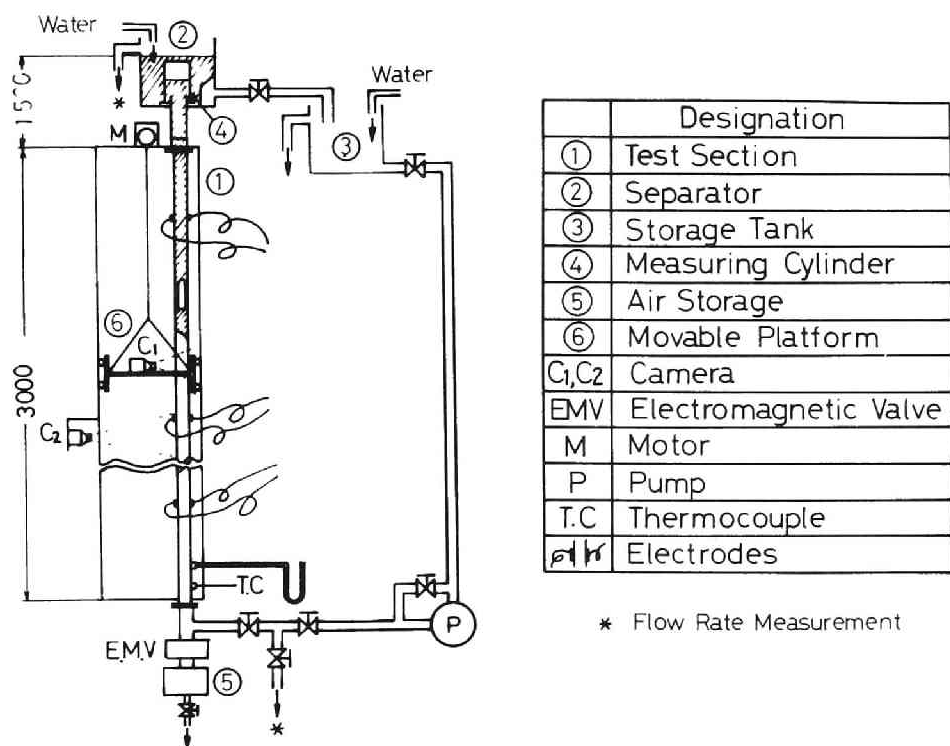 Water
②
Water
1500
*
④
M
③
①
⑥
C₁
3000
C₂
T.C
P
E.M.V
⑤
*
Designation
① Test Section
② Separator
③ Storage Tank
④ Measuring Cylinder
⑤ Air Storage
⑥ Movable Platform
C₁,C₂ Camera
EMV Electromagnetic Valve
M Motor
P Pump
T.C Thermocouple
Electrodes
* Flow Rate Measurement